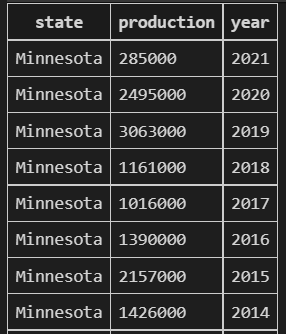 state production year
Minnesota 285000 2021
Minnesota 2495000 2020
Minnesota 3063000 2019
Minnesota 1161000 2018
Minnesota 1016000 2017
Minnesota 1390000 2016
Minnesota 2157000 2015
Minnesota 1426000 2014